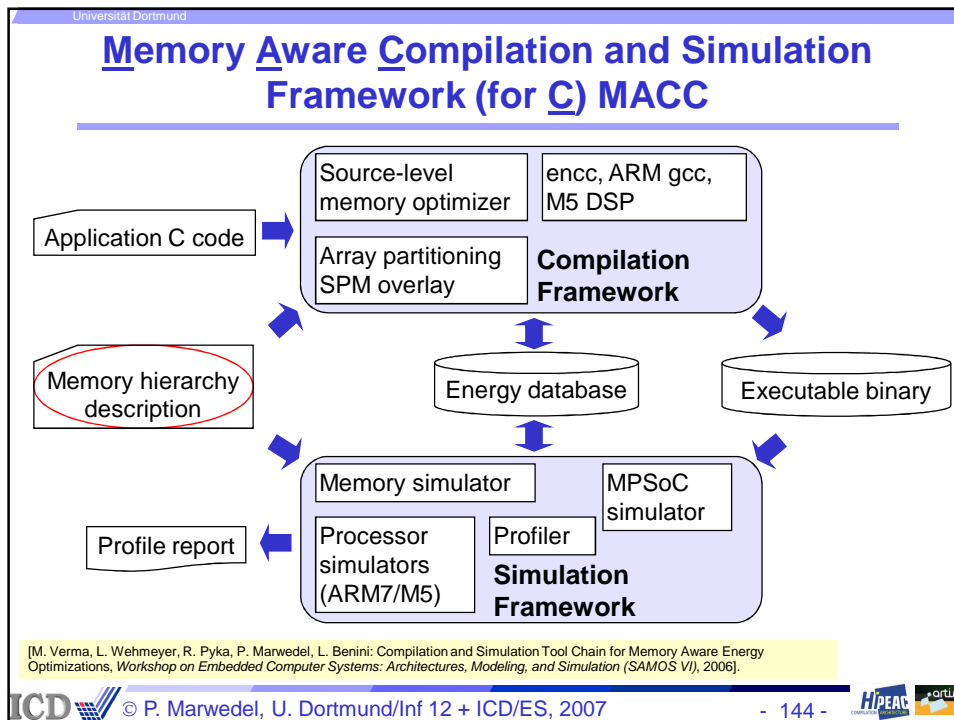 Universität Dortmund
Memory Aware Compilation and Simulation
Framework (for C) MACC
Source-level
memory optimizer
encc, ARM gcc,
M5 DSP
Application C code
Array partitioning
SPM overlay
Compilation
Framework
Memory hierarchy
description
Energy database
Executable binary
Memory simulator
MPSoC
simulator
Profile report
Processor
simulators
(ARM7/M5)
Profiler
Simulation
Framework
[M. Verma, L. Wehmeyer, R. Pyka, P. Marwedel, L. Benini: Compilation and Simulation Tool Chain for Memory Aware Energy
Optimizations, Workshop on Embedded Computer Systems: Architectures, Modeling, and Simulation (SAMOS VI), 2006].
ICD
© P. Marwedel, U. Dortmund/Inf 12 + ICD/ES, 2007
- 144 -
HiPEAC
COMPILATION ARCHITECTURE